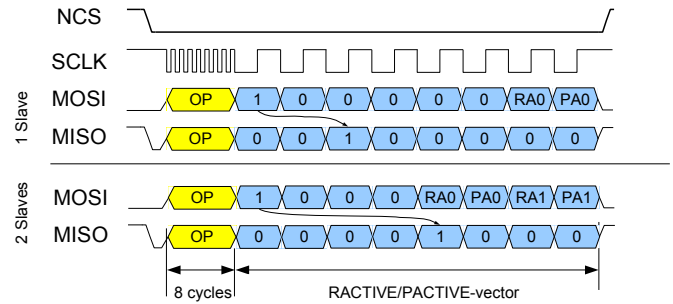 NCS
SCLK
1 Slave
MOSI OP 1 0 0 0 0 0 RA0 PA0
MISO OP 0 0 1 0 0 0 0 0
2 Slaves
MOSI OP 1 0 0 0 RA0 PA0 RA1 PA1
MISO OP 0 0 0 0 1 0 0 0
8 cycles RACTIVE/PACTIVE-vector